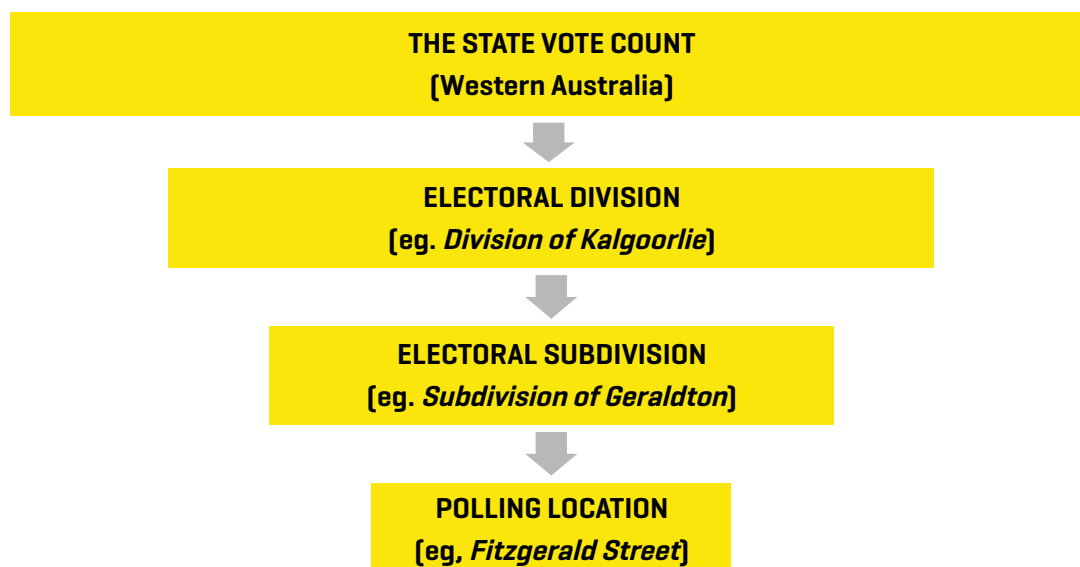 THE STATE VOTE COUNT
(Western Australia)
ELECTORAL DIVISION
(eg. Division of Kalgoorlie)
ELECTORAL SUBDIVISION
(eg. Subdivision of Geraldton)
POLLING LOCATION
(eg, Fitzgerald Street)